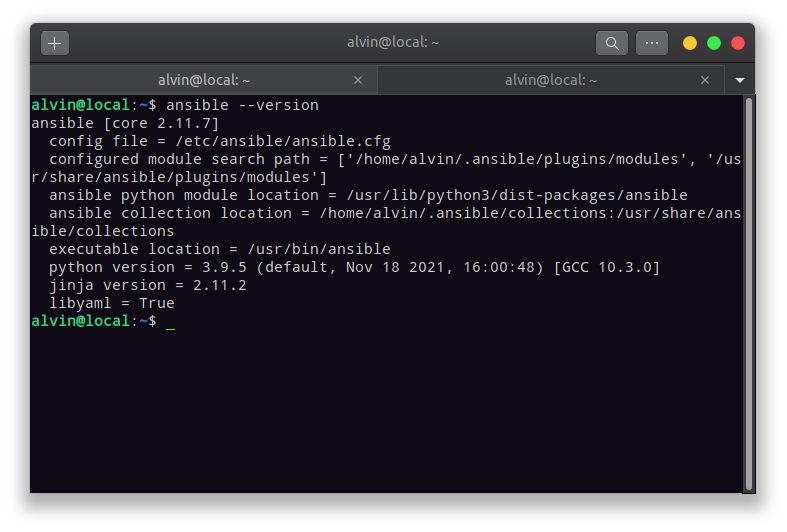 alvin@local: ~
alvin@local: ~
alvin@local: ~
alvin@local:~$ ansible --version
ansible [core 2.11.7]
  config file = /etc/ansible/ansible.cfg
  configured module search path = ['/home/alvin/.ansible/plugins/modules', '/us
r/share/ansible/plugins/modules']
  ansible python module location = /usr/lib/python3/dist-packages/ansible
  ansible collection location = /home/alvin/.ansible/collections:/usr/share/ans
ible/collections
  executable location = /usr/bin/ansible
  python version = 3.9.5 (default, Nov 18 2021, 16:00:48) [GCC 10.3.0]
  jinja version = 2.11.2
  libyaml = True
alvin@local:~$ _